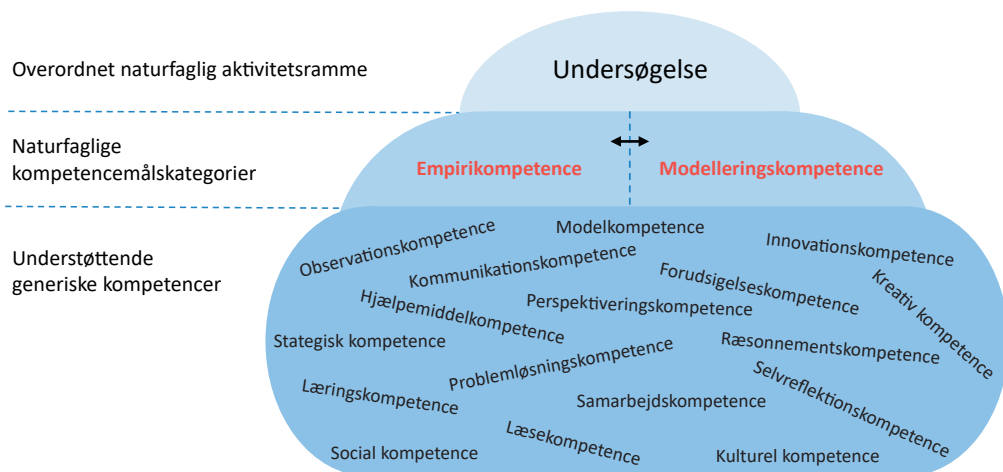 Overordnet naturfaglig aktivitetsramme
Undersøgelse
Naturfaglige
kompetencemålskategorier
Empirikompetence
Modelleringskompetence
Understøttende
generiske kompetencer
Observationskompetence
Modelkompetence
Innovationskompetence
Kommunikationskompetence
Forudsigelseskompetence
Kreativ kompetence
Hjælpemiddelkompetence
Perspektiveringskompetence
Stategisk kompetence
Ræsonnementskompetence
Problemløsningskompetence
Selvreflektionskompetence
Læringskompetence
Samarbejdskompetence
Læsekompetence
Social kompetence
Kulturel kompetence